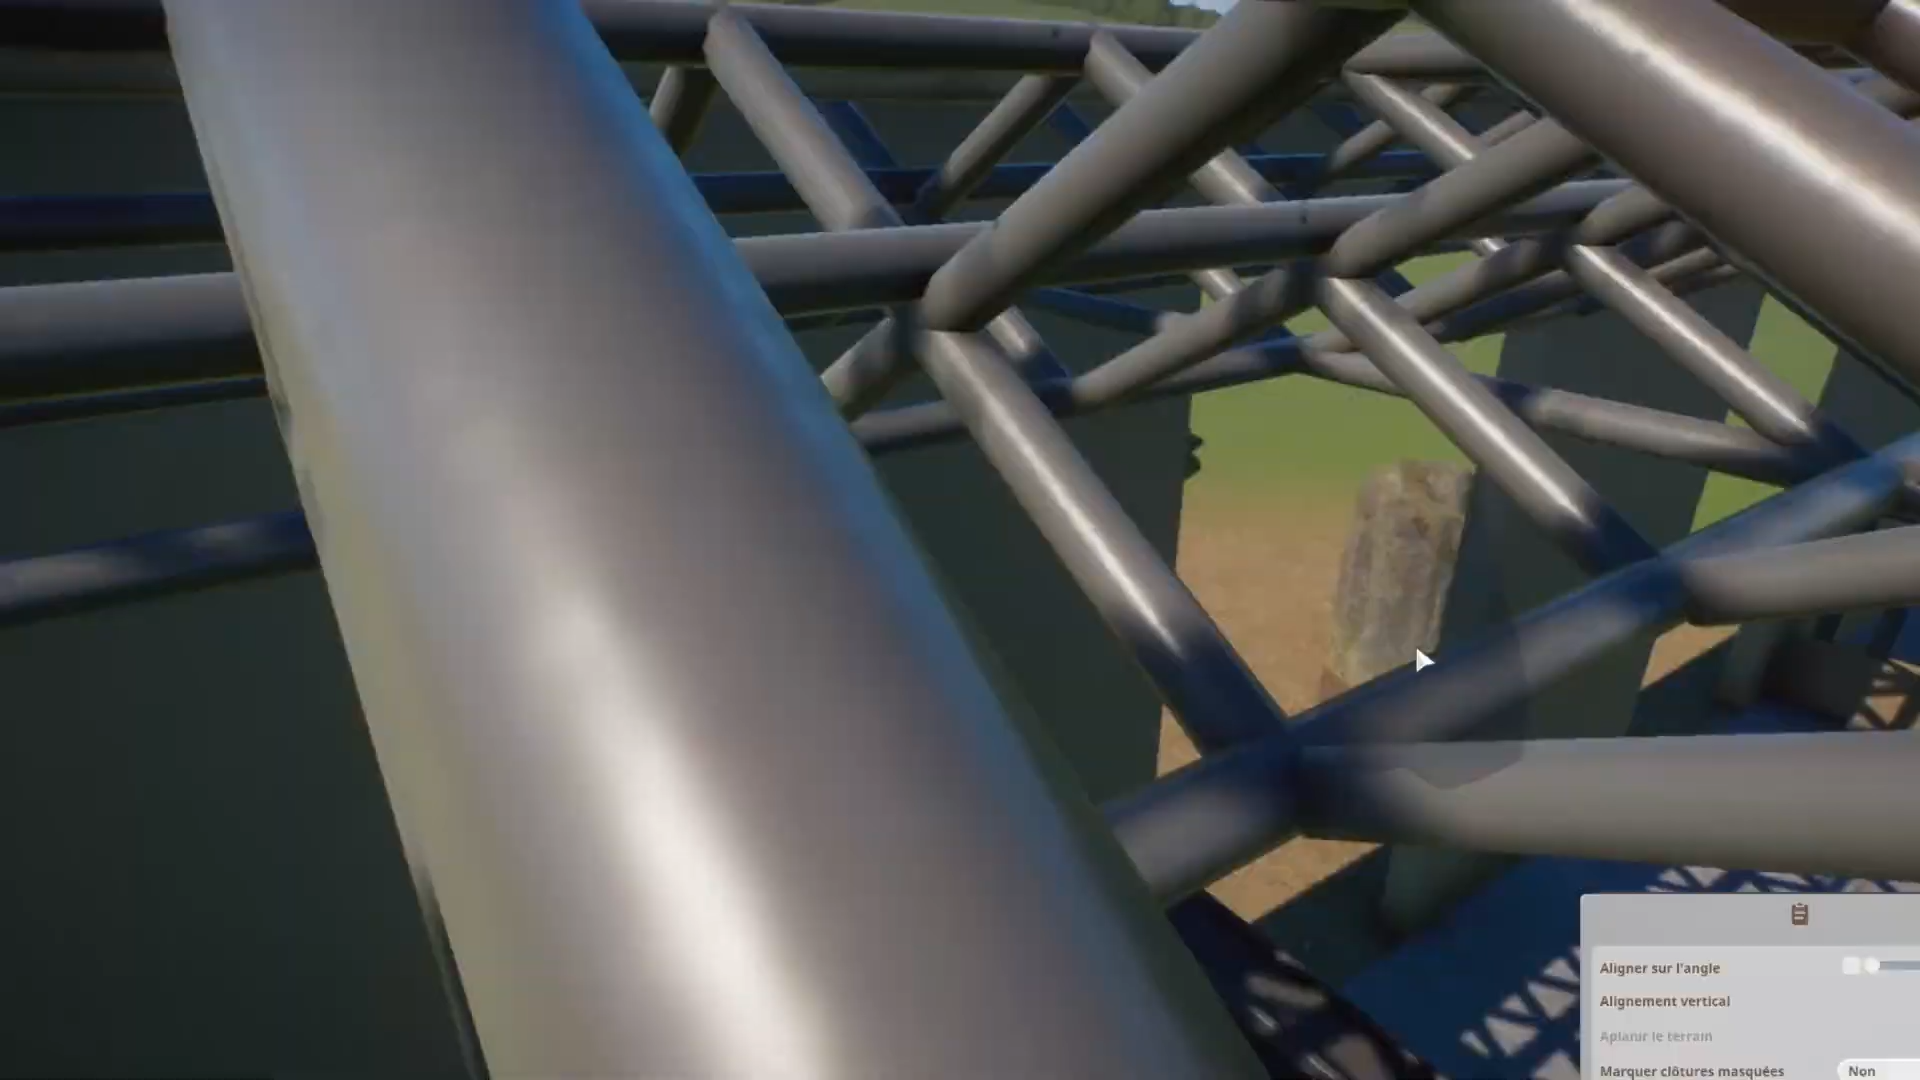 Aligner sur l'angle
Alignement vertical
Aplanir le terrain
Marquer clôtures masquées
Non